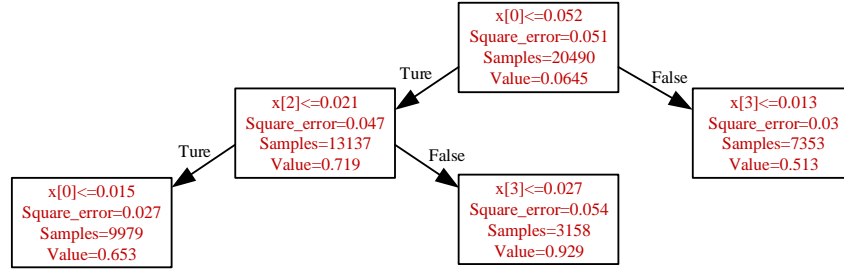 x[0]<=0.052
Square_error=0.051
Samples=20490
Value=0.0645
Ture
False
x[2]<=0.021
Square_error=0.047
Samples=13137
Value=0.719
x[3]<=0.013
Square_error=0.03
Samples=7353
Value=0.513
Ture
False
x[0]<=0.015
Square_error=0.027
Samples=9979
Value=0.653
x[3]<=0.027
Square_error=0.054
Samples=3158
Value=0.929